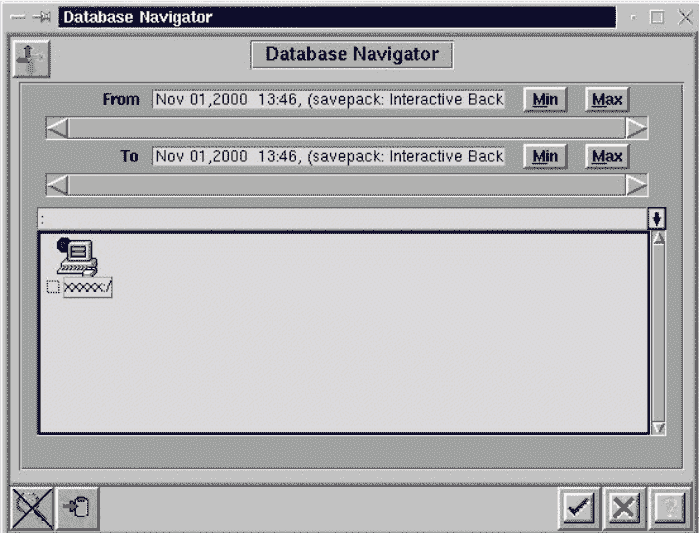 Database Navigator
Database Navigator
From Nov 01,2000 13:46, (savepack: Interactive Back Min Max
To Nov 01,2000 13:46, (savepack: Interactive Back Min Max
:
xxxxx:/
?